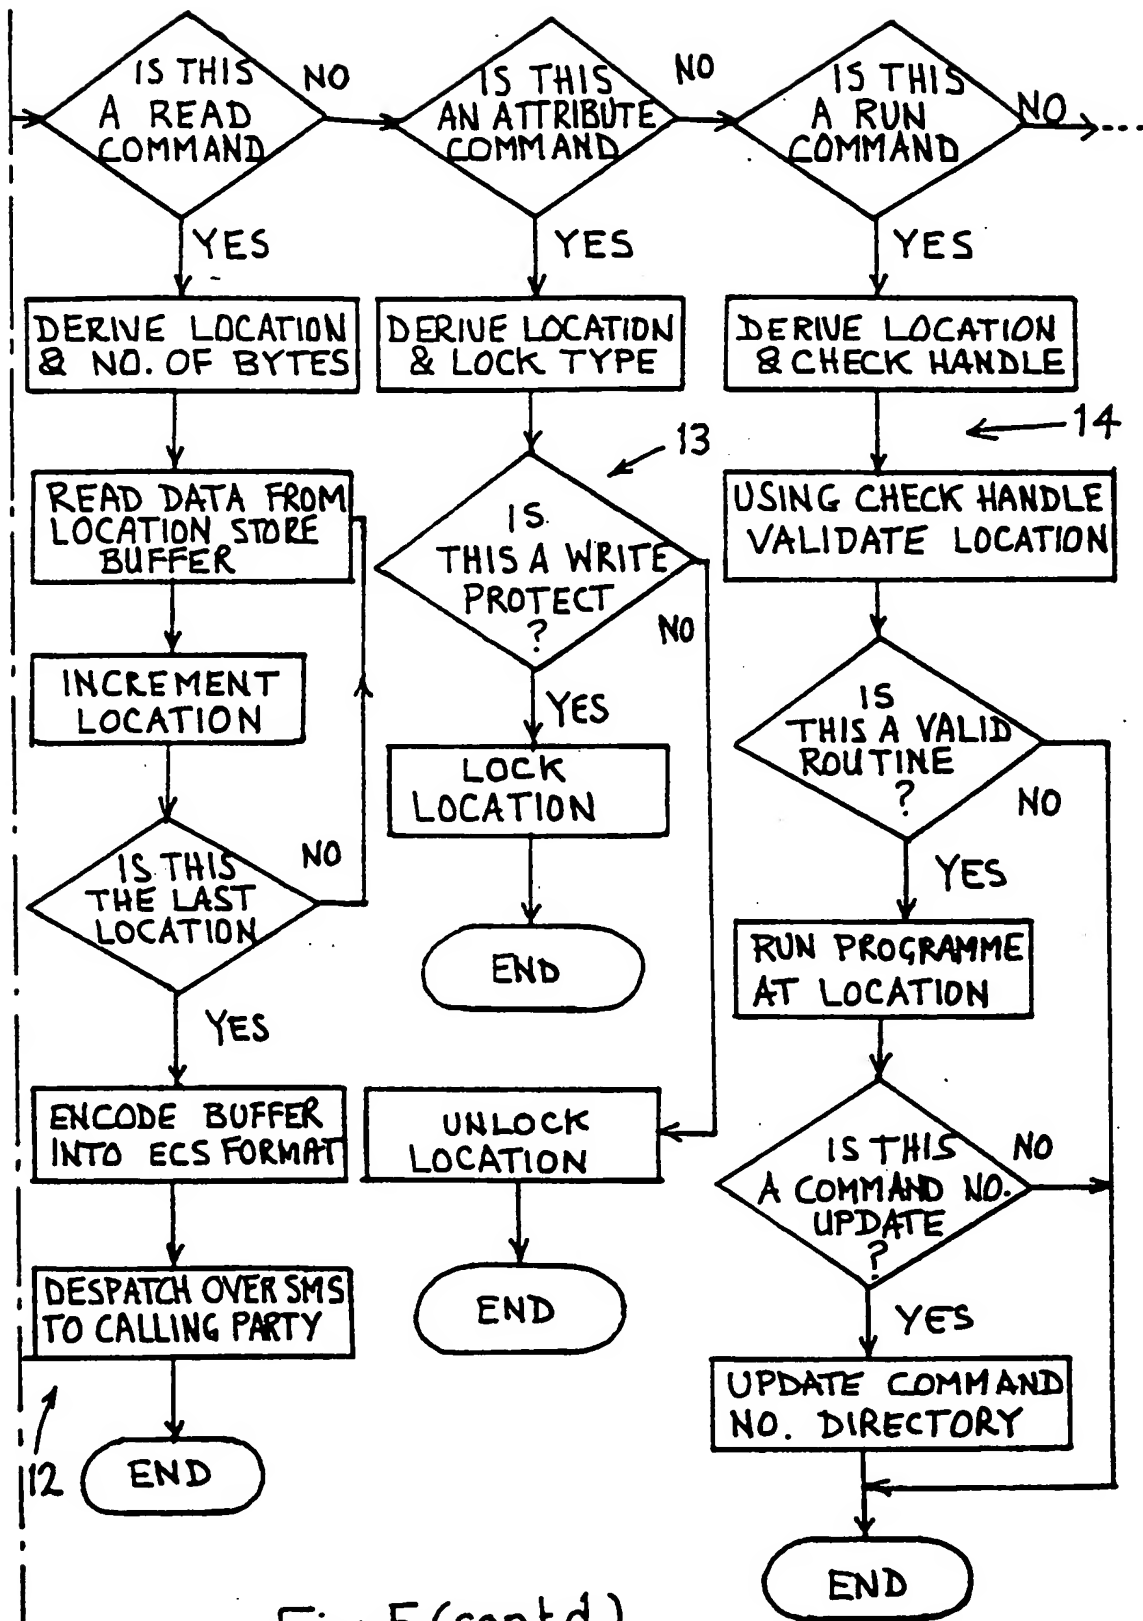 IS THIS
A READ
COMMAND
NO
IS THIS
AN ATTRIBUTE
COMMAND
NO
IS THIS
A RUN
COMMAND
NO
YES
YES
YES
DERIVE LOCATION
& NO. OF BYTES
DERIVE LOCATION
& LOCK TYPE
DERIVE LOCATION
& CHECK HANDLE
13
14
READ DATA FROM
LOCATION STORE
BUFFER
IS
THIS A WRITE
PROTECT
?
NO
USING CHECK HANDLE
VALIDATE LOCATION
INCREMENT
LOCATION
YES
IS
THIS A VALID
ROUTINE
?
NO
LOCK
LOCATION
IS THIS
THE LAST
LOCATION
NO
YES
END
RUN PROGRAMME
AT LOCATION
YES
ENCODE BUFFER
INTO ECS FORMAT
UNLOCK
LOCATION
IS THIS
A COMMAND NO.
UPDATE
?
NO
DESPATCH OVER SMS
TO CALLING PARTY
END
YES
UPDATE COMMAND
NO. DIRECTORY
12
END
END
Fig. 5 (contd.)